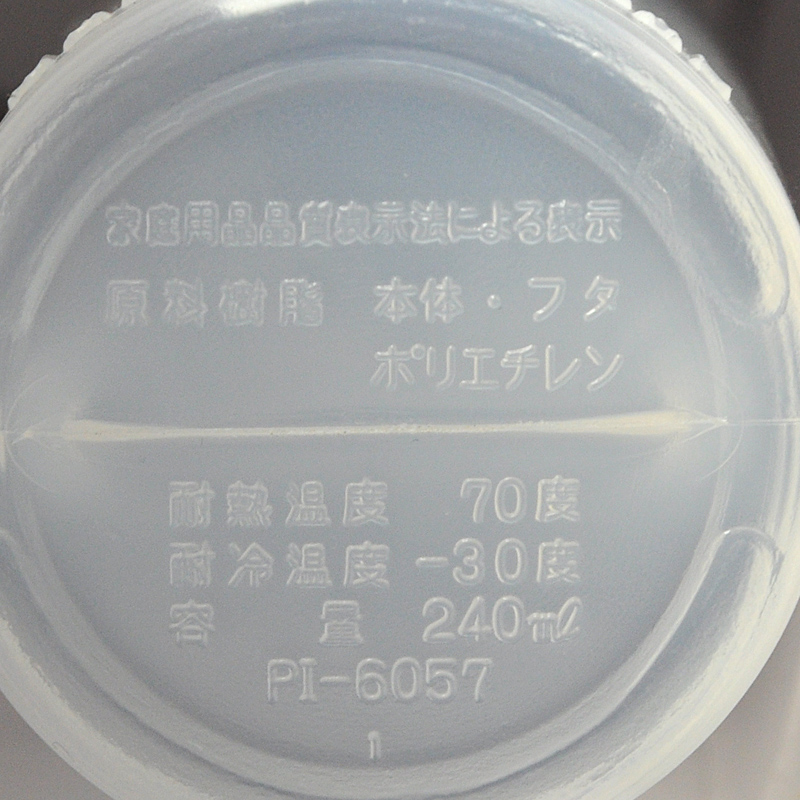 家庭用品品質表示法による表示
原料樹脂 本体・フタ
ポリエチレン
耐熱温度 70度
耐冷温度 -30度
容 量 240㎖
PI-6057
1